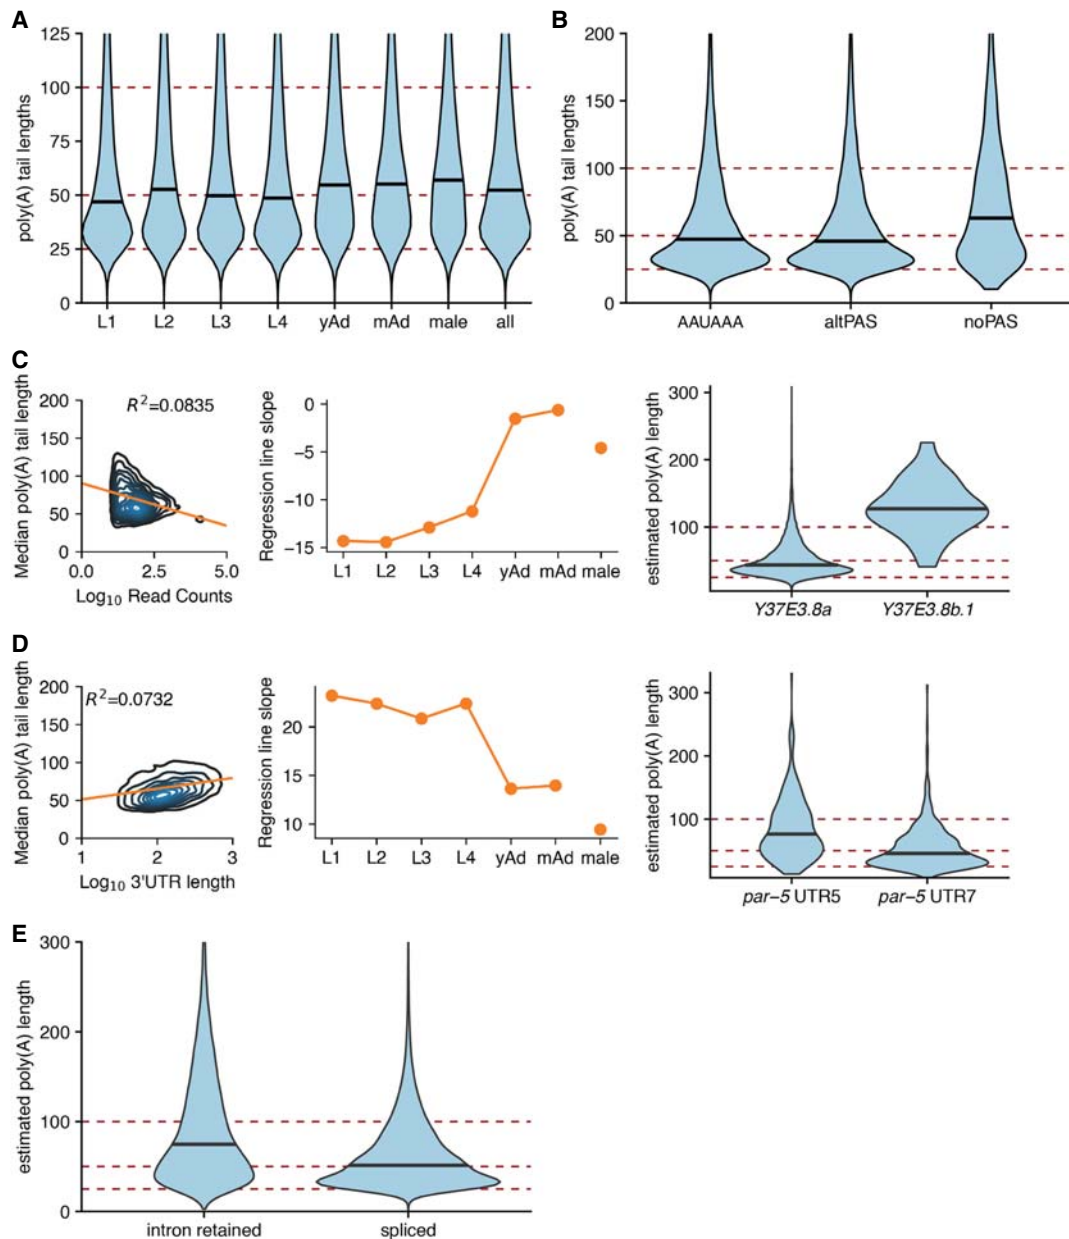 A
poly(A) tail lengths
125
100
75
50
25
0
L1 L2 L3 L4 yAd mAd male all
B
poly(A) tail lengths
200
150
100
50
0
AAUAAA altPAS noPAS
C
Median poly(A) tail length
200
150
100
50
0
R²=0.0835
0.0 2.5 5.0
Log₁₀ Read Counts
Regression line slope
0
−5
−10
−15
L1 L2 L3 L4 yAd mAd male
estimated poly(A) length
300
200
100
Y37E3.8a Y37E3.8b.1
D
Median poly(A) tail length
200
150
100
50
0
R²=0.0732
1 2 3
Log₁₀ 3'UTR length
Regression line slope
20
15
10
L1 L2 L3 L4 yAd mAd male
estimated poly(A) length
300
200
100
par−5 UTR5 par−5 UTR7
E
estimated poly(A) length
300
200
100
0
intron retained spliced